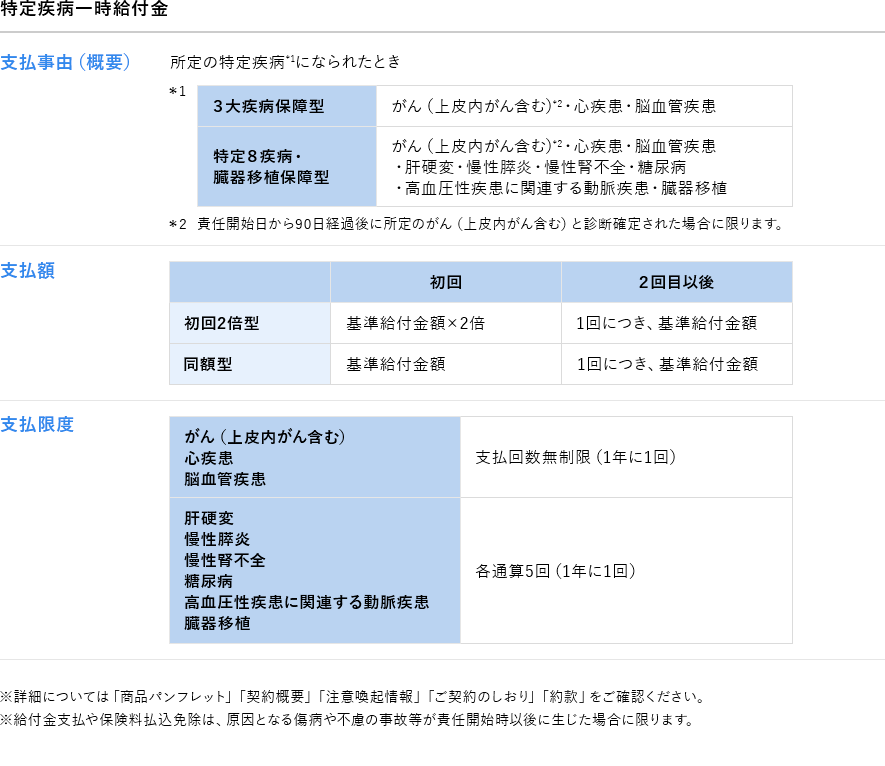 特定疾病一時給付金
支払事由（概要）
所定の特定疾病*1になられたとき
*1
3大疾病保障型
がん（上皮内がん含む）*2・心疾患・脳血管疾患
特定8疾病・
臓器移植保障型
がん（上皮内がん含む）*2・心疾患・脳血管疾患
・肝硬変・慢性膵炎・慢性腎不全・糖尿病
・高血圧性疾患に関連する動脈疾患・臓器移植
*2 責任開始日から90日経過後に所定のがん（上皮内がん含む）と診断確定された場合に限ります。
支払額
初回
2回目以後
初回2倍型
基準給付金額×2倍
1回につき、基準給付金額
同額型
基準給付金額
1回につき、基準給付金額
支払限度
がん（上皮内がん含む）
心疾患
脳血管疾患
支払回数無制限（1年に1回）
肝硬変
慢性膵炎
慢性腎不全
糖尿病
高血圧性疾患に関連する動脈疾患
臓器移植
各通算5回（1年に1回）
※詳細については「商品パンフレット」「契約概要」「注意喚起情報」「ご契約のしおり」「約款」をご確認ください。
※給付金支払や保険料払込免除は、原因となる傷病や不慮の事故等が責任開始時以後に生じた場合に限ります。